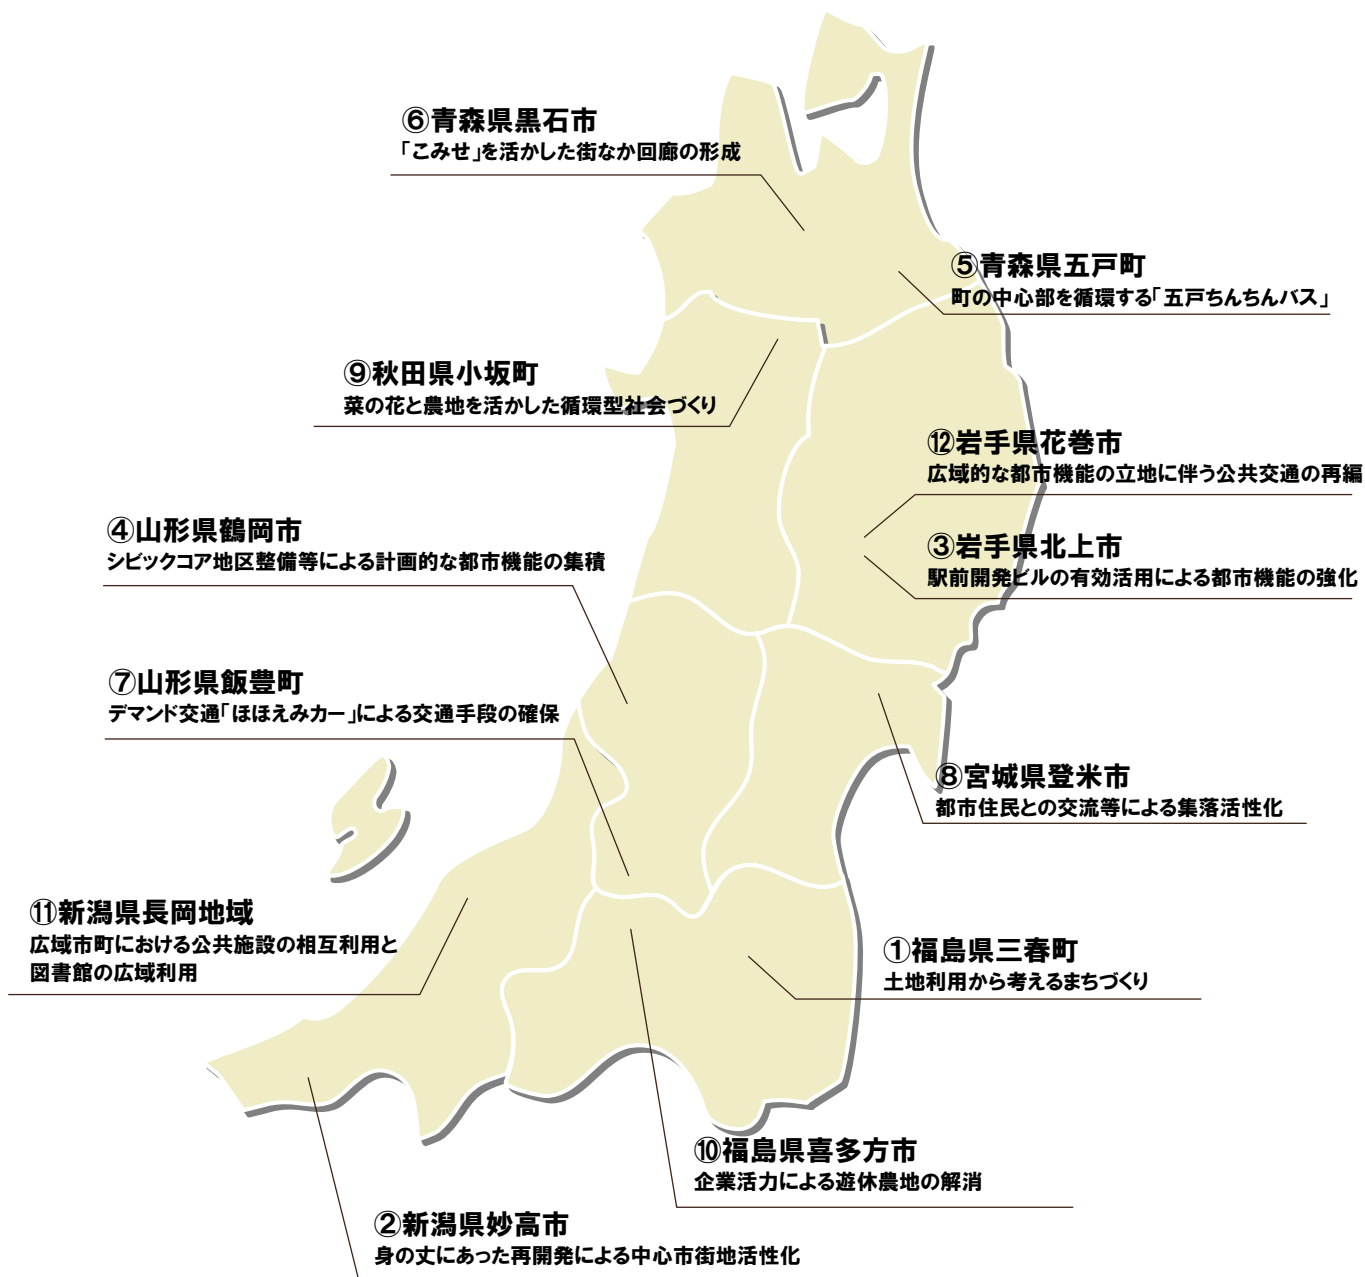 ⑥青森県黒石市
「こみせ」を活かした街なか回廊の形成
⑤青森県五戸町
町の中心部を循環する「五戸ちんちんバス」
⑨秋田県小坂町
菜の花と農地を活かした循環型社会づくり
⑫岩手県花巻市
広域的な都市機能の立地に伴う公共交通の再編
④山形県鶴岡市
シビックコア地区整備等による計画的な都市機能の集積
③岩手県北上市
駅前開発ビルの有効活用による都市機能の強化
⑦山形県飯豊町
デマンド交通「ほほえみカー」による交通手段の確保
⑧宮城県登米市
都市住民との交流等による集落活性化
⑪新潟県長岡地域
広域市町における公共施設の相互利用と
図書館の広域利用
①福島県三春町
土地利用から考えるまちづくり
⑩福島県喜多方市
企業活力による遊休農地の解消
②新潟県妙高市
身の丈にあった再開発による中心市街地活性化